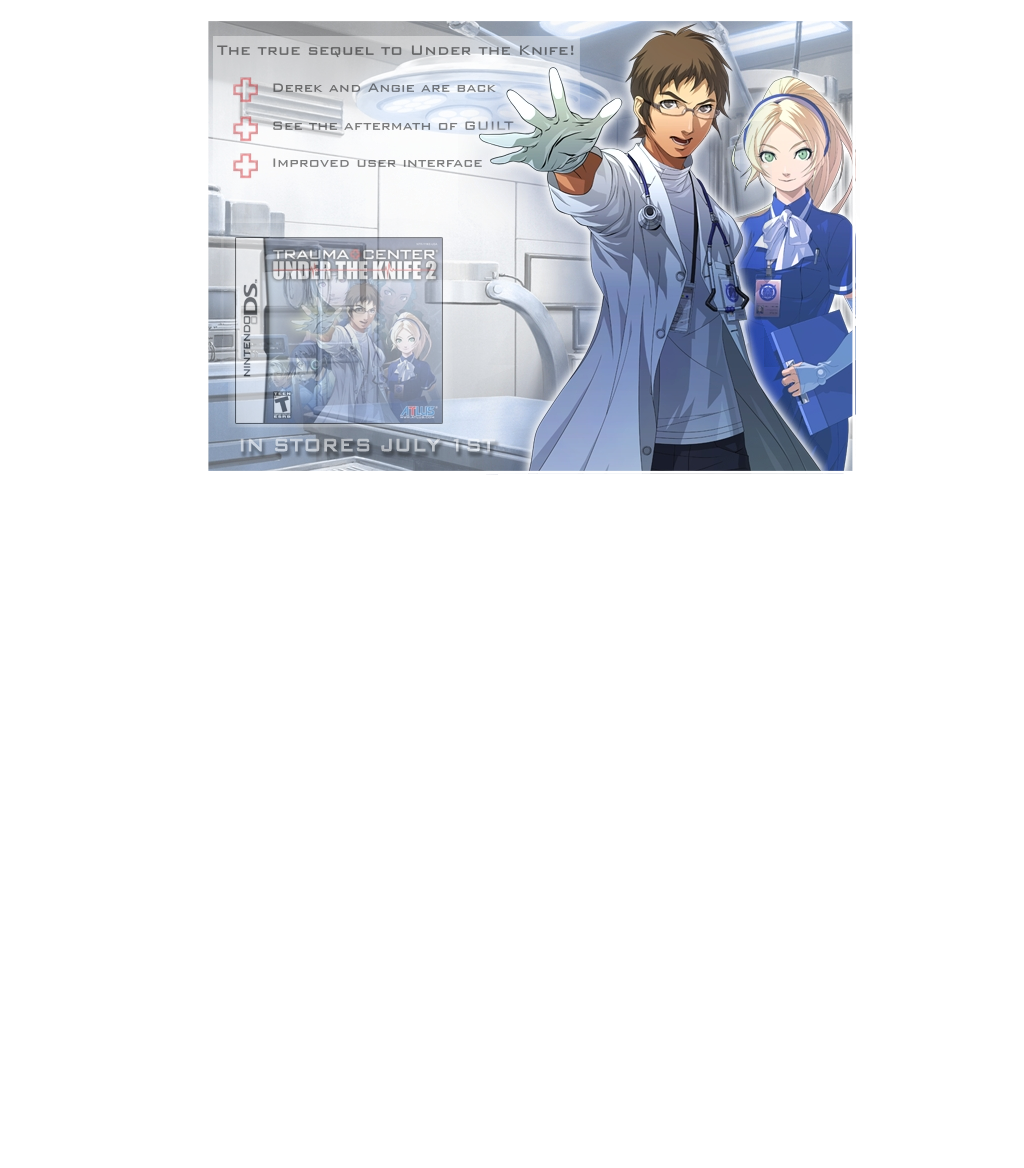 The true sequel to Under the Knife!
Derek and Angie are back
See the aftermath of GUILT
Improved user interface
NINTENDO DS
TRAUMA CENTER
UNDER THE KNIFE 2
TEEN
T
ATLUS
IN STORES JULY 1ST